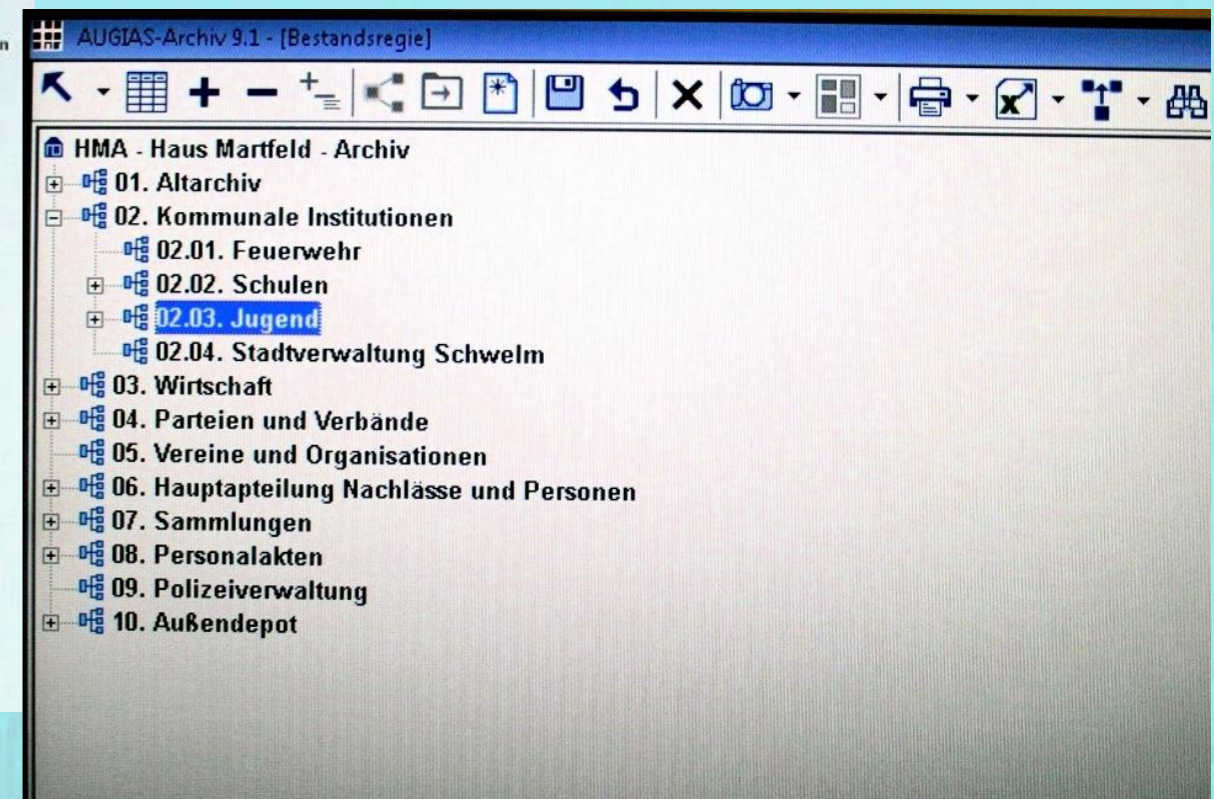 n
AUGIAS-Archiv 9.1 - [Bestandsregie]
HMA - Haus Martfeld - Archiv
01. Altarchiv
02. Kommunale Institutionen
02.01. Feuerwehr
02.02. Schulen
02.03. Jugend
02.04. Stadtverwaltung Schwelm
03. Wirtschaft
04. Parteien und Verbände
05. Vereine und Organisationen
06. Hauptapteilung Nachlässe und Personen
07. Sammlungen
08. Personalakten
09. Polizeiverwaltung
10. Außendepot